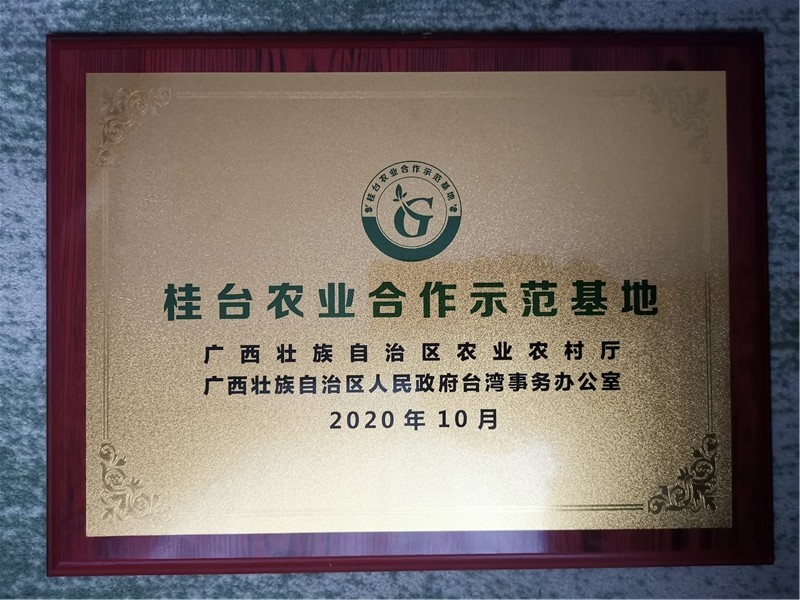 桂台农业合作示范基地
G
桂台农业合作示范基地
广西壮族自治区农业农村厅
广西壮族自治区人民政府台湾事务办公室
2020年10月